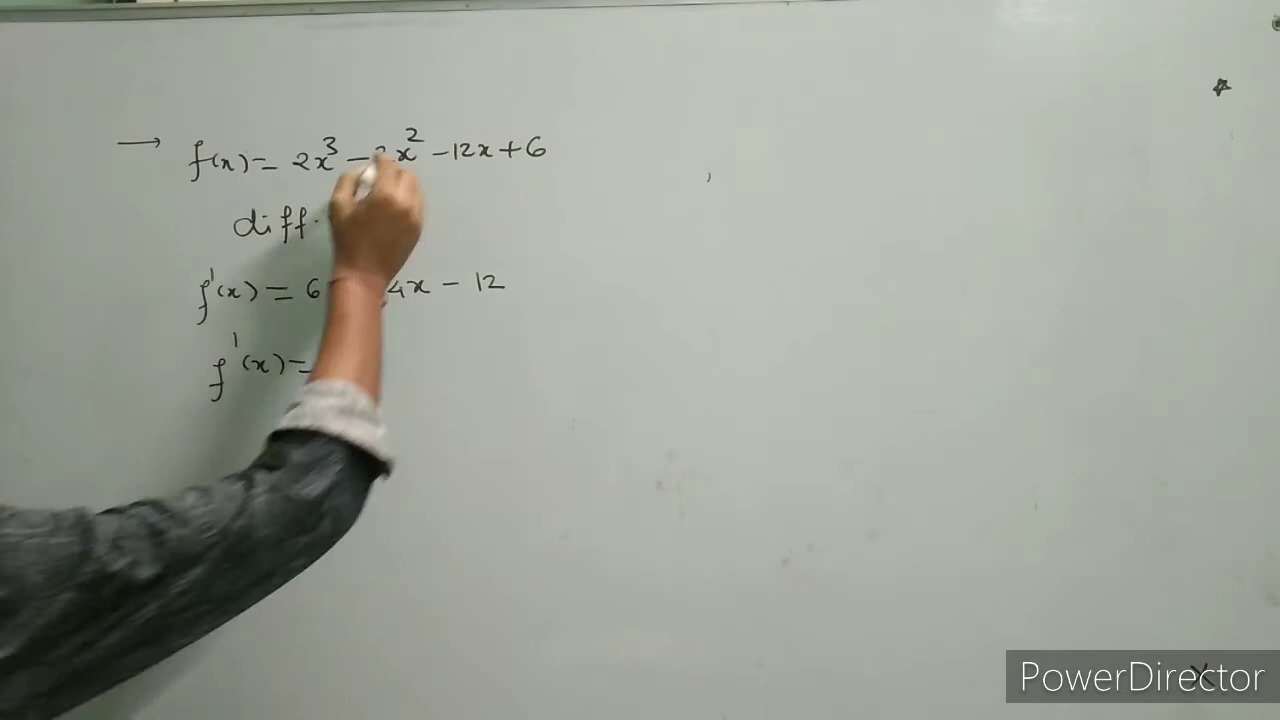 → f(x) = 2x³ - x² - 12x + 6
diff.
f'(x) = 6 4x - 12
f'(x) =
PowerDirector